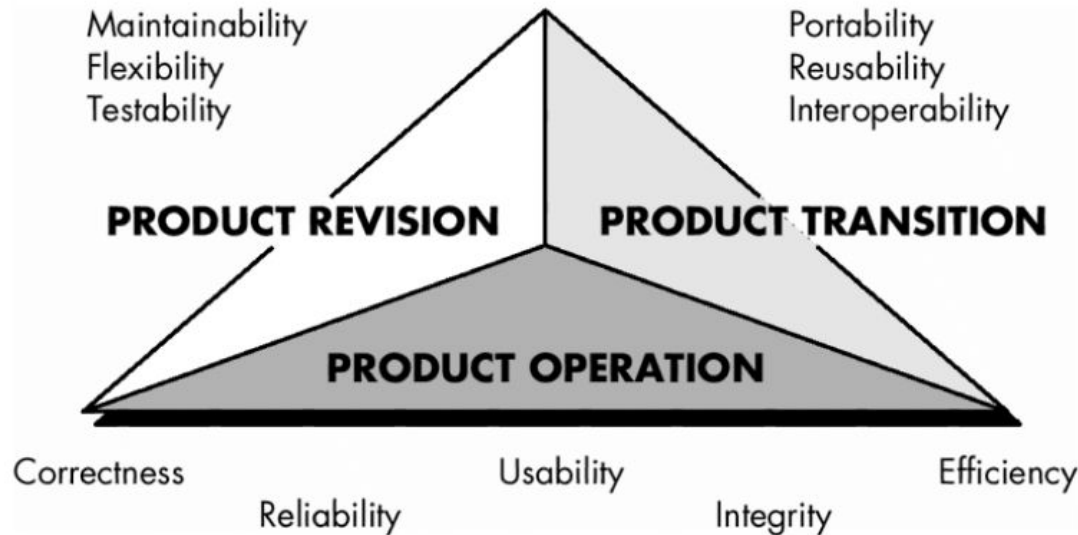 Maintainability
Flexibility
Testability
Portability
Reusability
Interoperability
PRODUCT REVISION
PRODUCT TRANSITION
PRODUCT OPERATION
Correctness
Usability
Efficiency
Reliability
Integrity